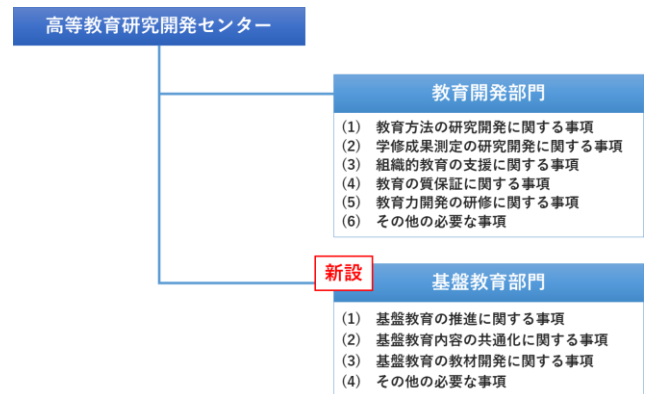 高等教育研究開発センター
教育開発部門
(1) 教育方法の研究開発に関する事項
(2) 学修成果測定の研究開発に関する事項
(3) 組織的教育の支援に関する事項
(4) 教育の質保証に関する事項
(5) 教育力開発の研修に関する事項
(6) その他の必要な事項
新設
基盤教育部門
(1) 基盤教育の推進に関する事項
(2) 基盤教育内容の共通化に関する事項
(3) 基盤教育の教材開発に関する事項
(4) その他の必要な事項